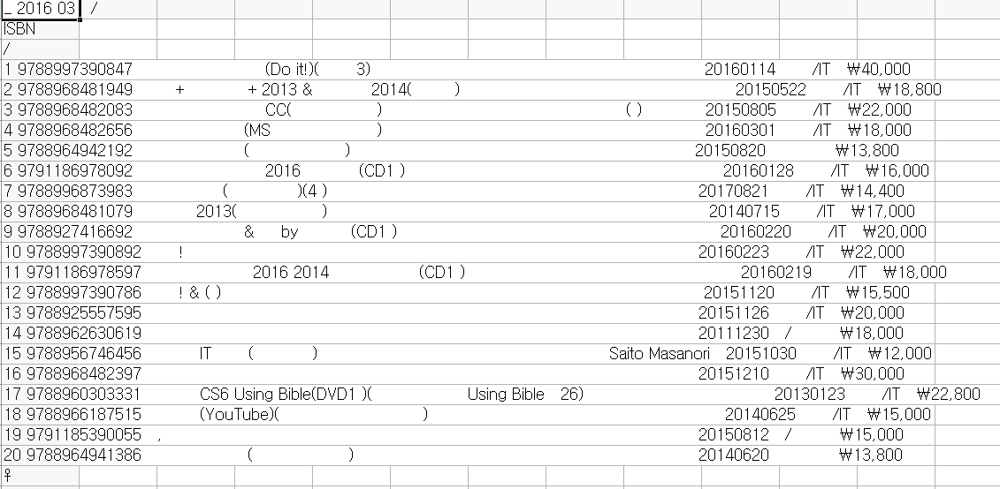 _ 2016 03 /
ISBN
/
1 9788997390847 (Do it!)( 3) 20160114 /IT ₩40,000
2 9788968481949 + + 2013 & 2014( ) 20150522 /IT ₩18,800
3 9788968482083 CC( ) ( ) 20150805 /IT ₩22,000
4 9788968482656 (MS ) 20160301 /IT ₩18,000
5 9788964942192 ( ) 20150820 ₩13,800
6 9791186978092 2016 (CD1 ) 20160128 /IT ₩16,000
7 9788996873983 ( )(4 ) 20170821 /IT ₩14,400
8 9788968481079 2013( ) 20140715 /IT ₩17,000
9 9788927416692 & by (CD1 ) 20160220 /IT ₩20,000
10 9788997390892 ! 20160223 /IT ₩22,000
11 9791186978597 2016 2014 (CD1 ) 20160219 /IT ₩18,000
12 9788997390786 ! & ( ) 20151120 /IT ₩15,500
13 9788925557595 20151126 /IT ₩20,000
14 9788962630619 20111230 / ₩18,000
15 9788956746456 IT ( ) Saito Masanori 20151030 /IT ₩12,000
16 9788968482397 20151210 /IT ₩30,000
17 9788960303331 CS6 Using Bible(DVD1 )( Using Bible 26) 20130123 /IT ₩22,800
18 9788966187515 (YouTube)( ) 20140625 /IT ₩15,000
19 9791185390055 , 20150812 / ₩15,000
20 9788964941386 ( ) 20140620 ₩13,800